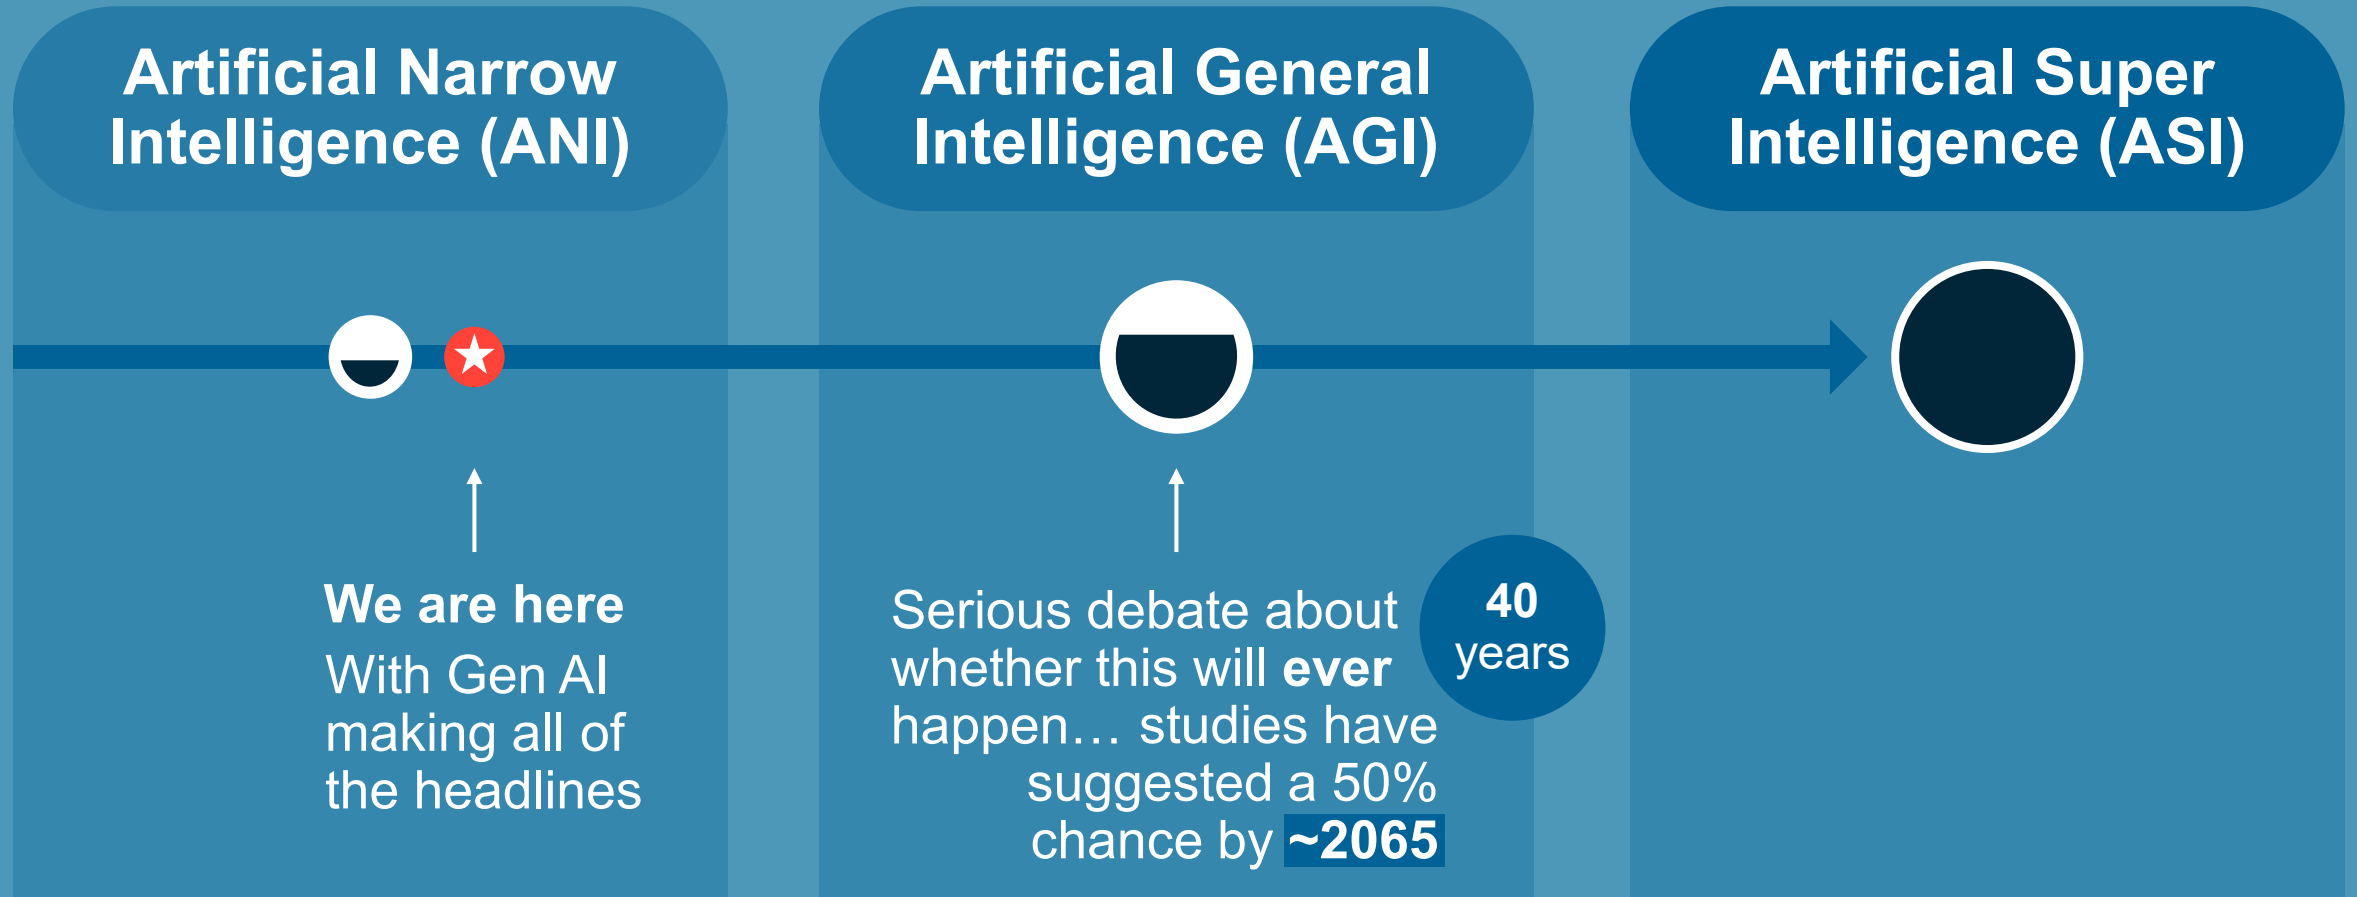 Artificial Narrow
Intelligence (ANI)
Artificial General
Intelligence (AGI)
Artificial Super
Intelligence (ASI)
We are here
With Gen AI
making all of
the headlines
Serious debate about
whether this will ever
happen… studies have
suggested a 50%
chance by ~2065
40
years